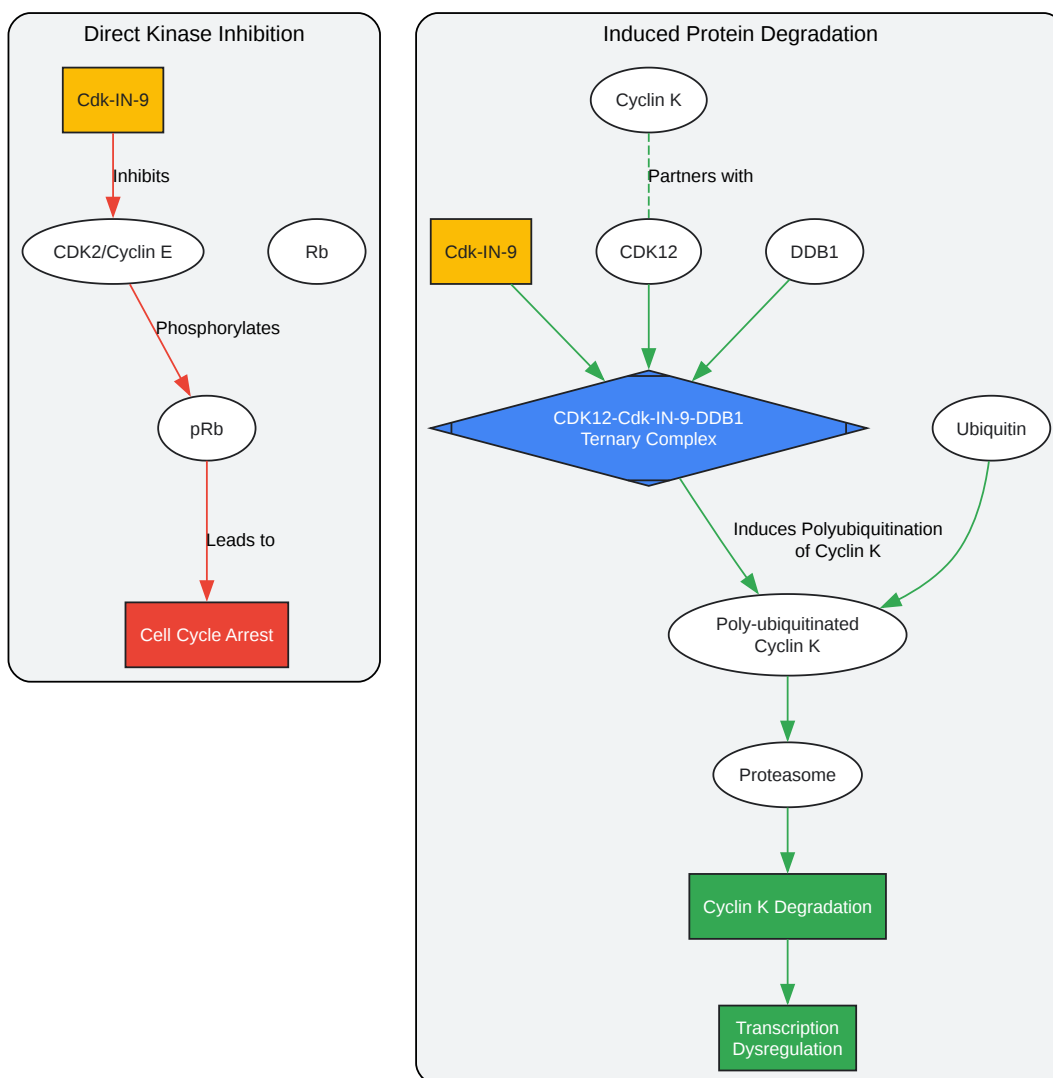 Direct Kinase Inhibition
Cdk-IN-9
Inhibits
CDK2/Cyclin E
Rb
Phosphorylates
pRb
Leads to
Cell Cycle Arrest
Induced Protein Degradation
Cyclin K
Partners with
Cdk-IN-9
CDK12
DDB1
CDK12-Cdk-IN-9-DDB1
Ternary Complex
Ubiquitin
Induces Polyubiquitination
of Cyclin K
Poly-ubiquitinated
Cyclin K
Proteasome
Cyclin K Degradation
Transcription
Dysregulation